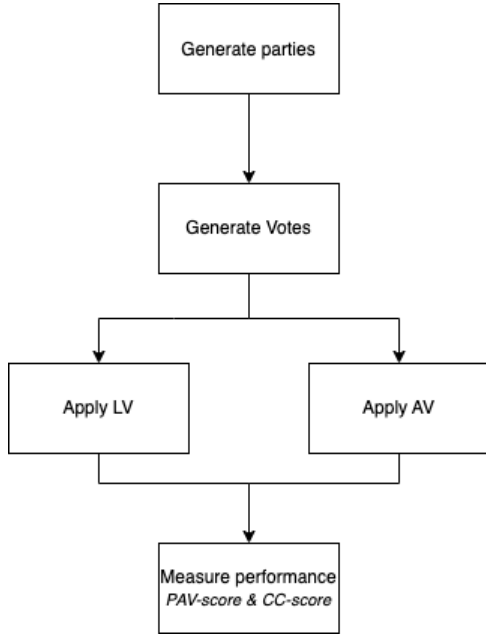 Generate parties
Generate Votes
Apply LV
Apply AV
Measure performance
PAV-score & CC-score